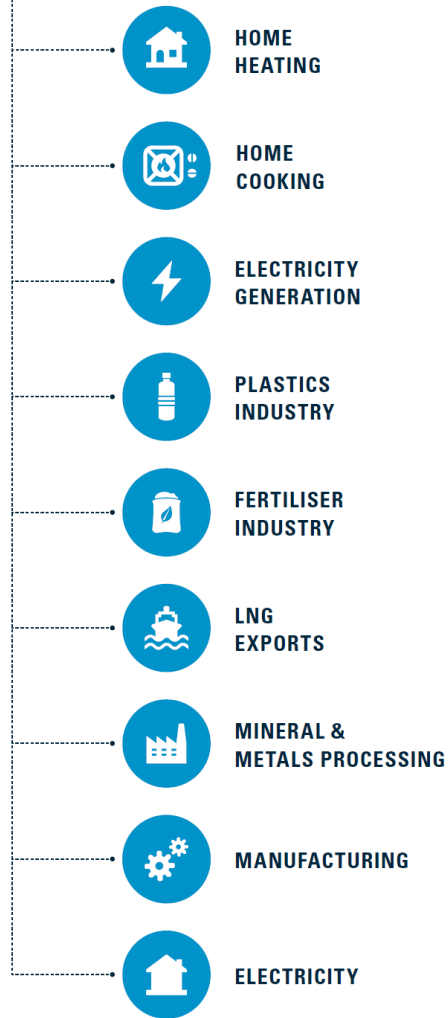 HOME
HEATING
HOME
COOKING
ELECTRICITY
GENERATION
PLASTICS
INDUSTRY
FERTILISER
INDUSTRY
LNG
EXPORTS
MINERAL &
METALS PROCESSING
MANUFACTURING
ELECTRICITY